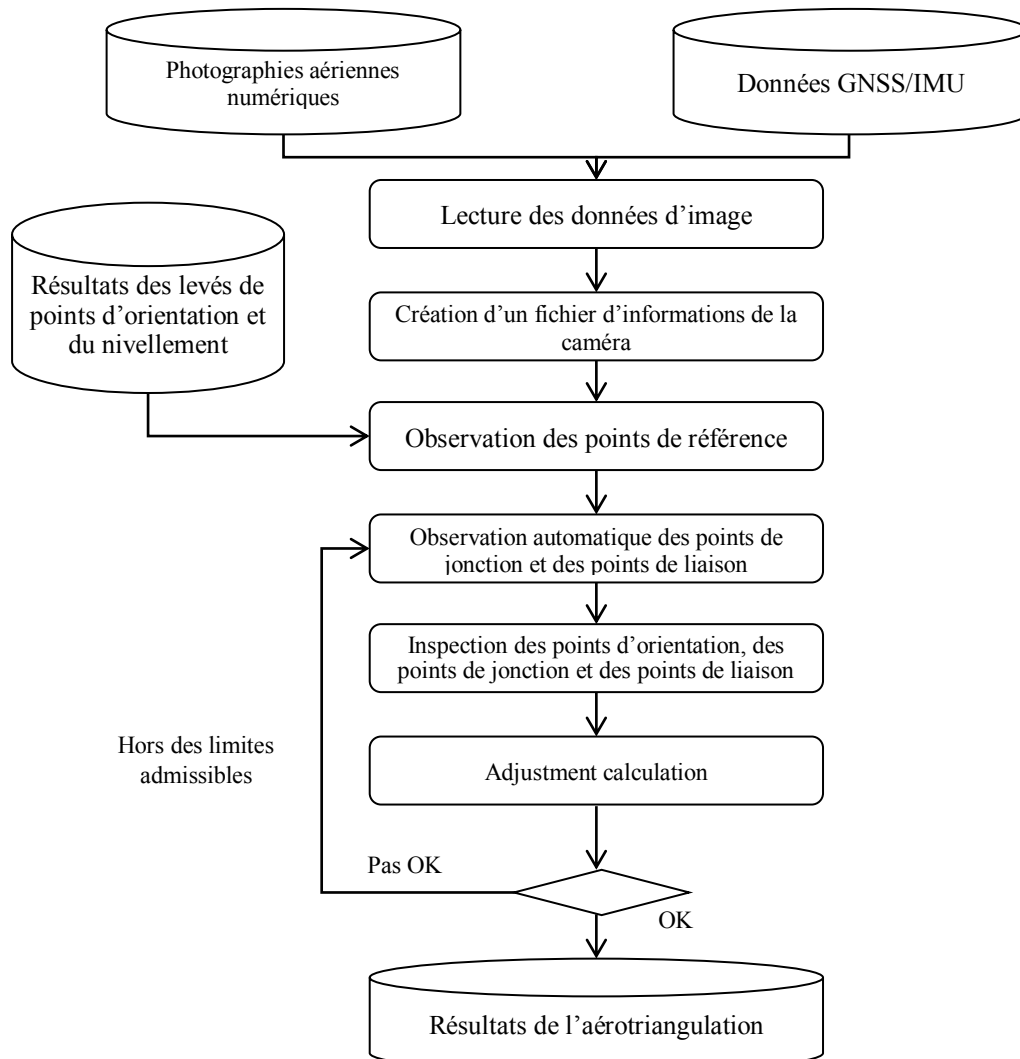 Photographies aériennes
numériques
Données GNSS/IMU
Lecture des données d’image
Résultats des levés de
points d’orientation et
du nivellement
Création d’un fichier d’informations de la
caméra
Observation des points de référence
Observation automatique des points de
jonction et des points de liaison
Inspection des points d’orientation, des
points de jonction et des points de liaison
Hors des limites
admissibles
Adjustment calculation
Pas OK
OK
Résultats de l’aérotriangulation